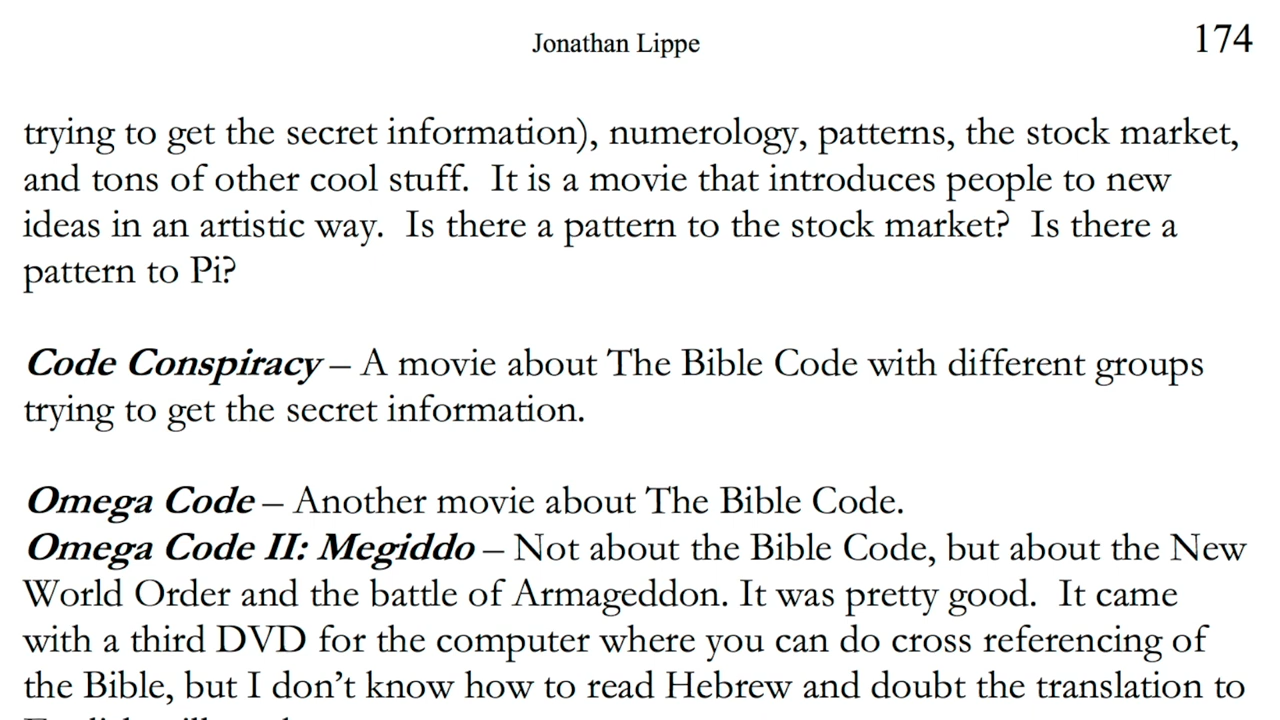 Jonathan Lippe 174
trying to get the secret information), numerology, patterns, the stock market,
and tons of other cool stuff.  It is a movie that introduces people to new
ideas in an artistic way.  Is there a pattern to the stock market?  Is there a
pattern to Pi?
Code Conspiracy – A movie about The Bible Code with different groups
trying to get the secret information.
Omega Code – Another movie about The Bible Code.
Omega Code II: Megiddo – Not about the Bible Code, but about the New
World Order and the battle of Armageddon. It was pretty good.  It came
with a third DVD for the computer where you can do cross referencing of
the Bible, but I don’t know how to read Hebrew and doubt the translation to